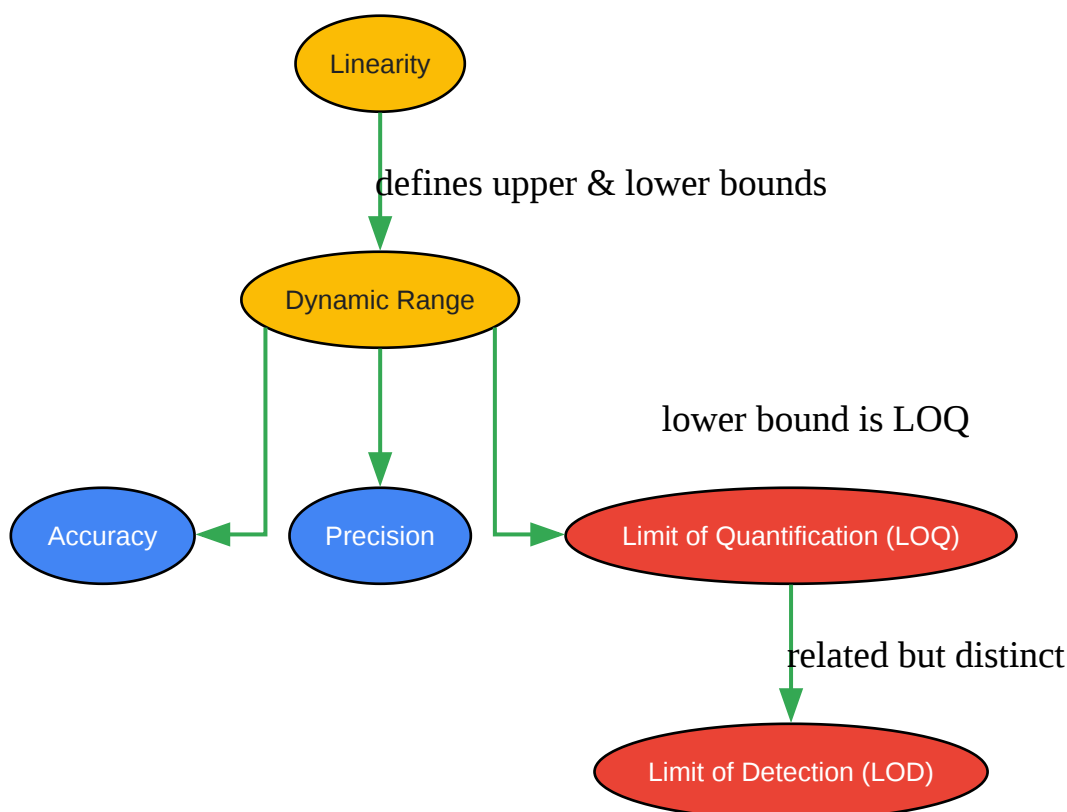 Linearity
defines upper & lower bounds
Dynamic Range
lower bound is LOQ
Accuracy
Precision
Limit of Quantification (LOQ)
related but distinct
Limit of Detection (LOD)